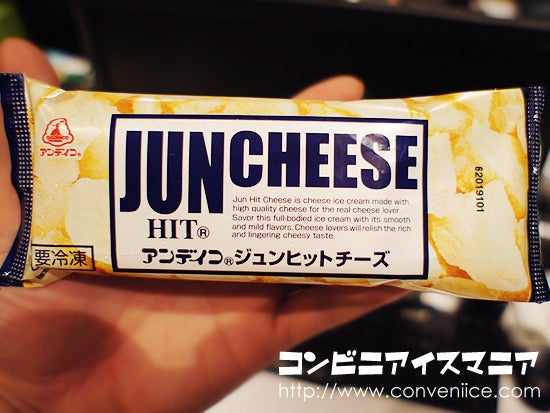 andeico
アンデイコ®
JUN CHEESE
HIT®
Jun Hit Cheese is cheese ice cream made with
high quality cheese for the real cheese lover.
Savor this full-bodied ice cream with its smooth
and mild flavors. Cheese lovers will relish the rich
and lingering cheesy taste.
要冷凍
アンデイコ®ジュンヒットチーズ
62019101
コンビニアイスマニア
http://www.conveniice.com/